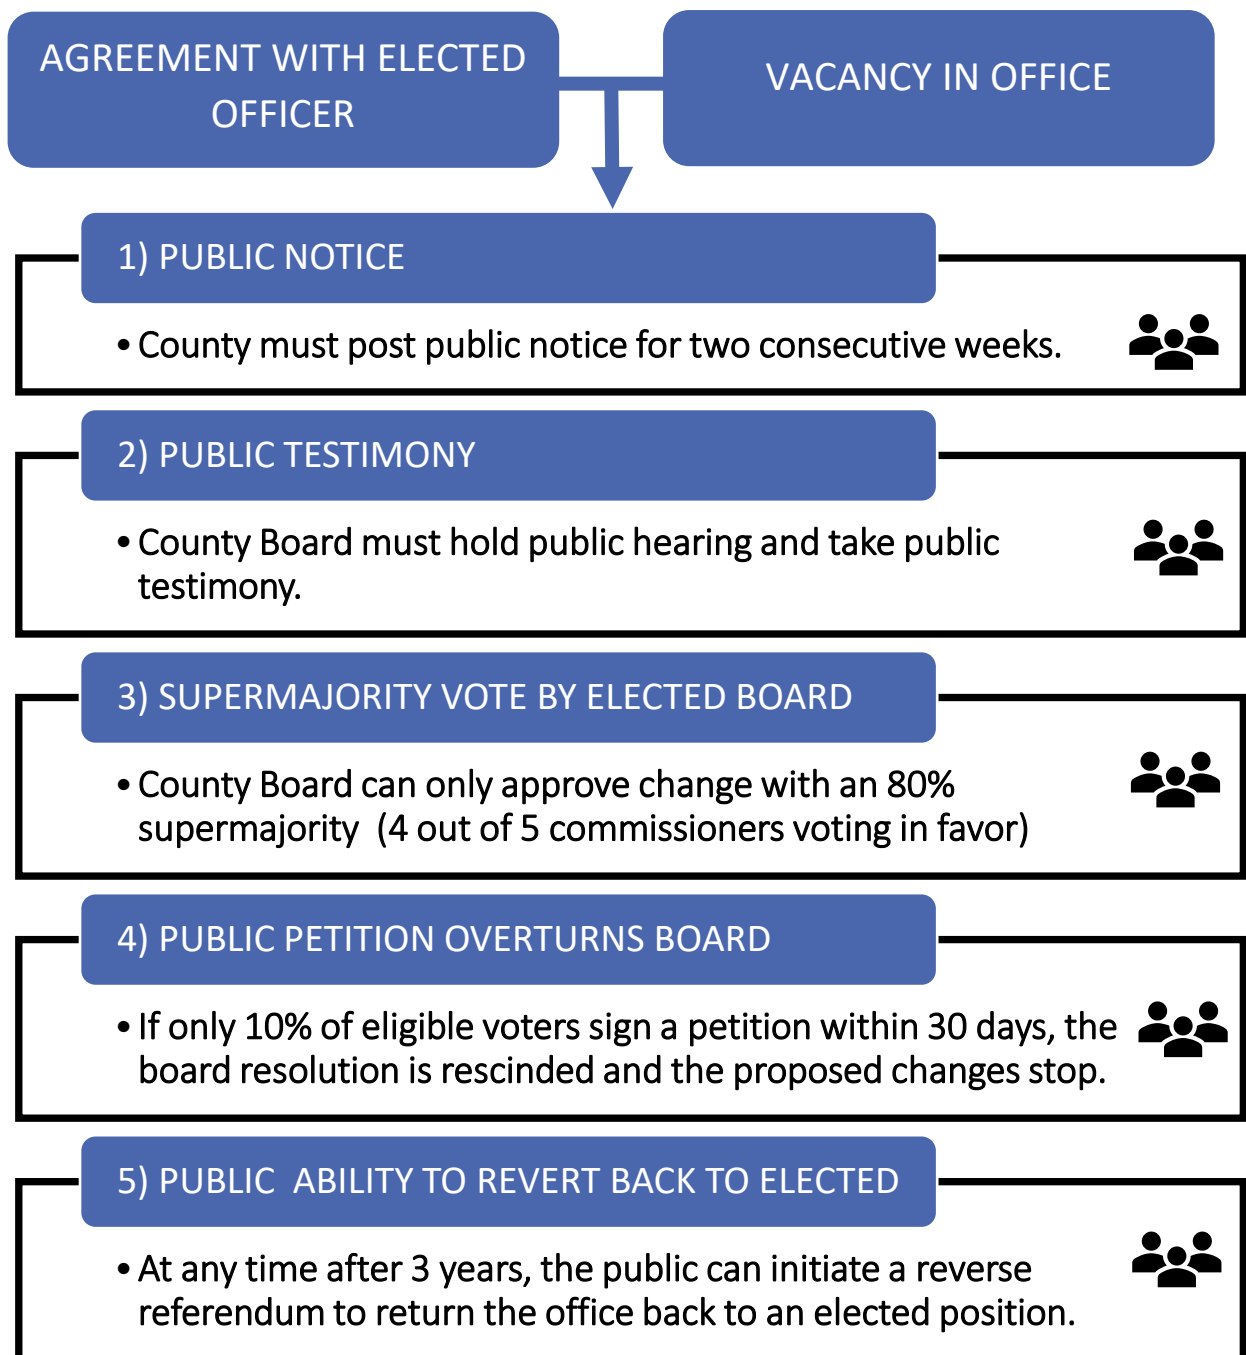 AGREEMENT WITH ELECTED
OFFICER
VACANCY IN OFFICE
1) PUBLIC NOTICE
• County must post public notice for two consecutive weeks.
2) PUBLIC TESTIMONY
• County Board must hold public hearing and take public
testimony.
3) SUPERMAJORITY VOTE BY ELECTED BOARD
• County Board can only approve change with an 80%
supermajority  (4 out of 5 commissioners voting in favor)
4) PUBLIC PETITION OVERTURNS BOARD
• If only 10% of eligible voters sign a petition within 30 days, the
board resolution is rescinded and the proposed changes stop.
5) PUBLIC  ABILITY TO REVERT BACK TO ELECTED
• At any time after 3 years, the public can initiate a reverse
referendum to return the office back to an elected position.